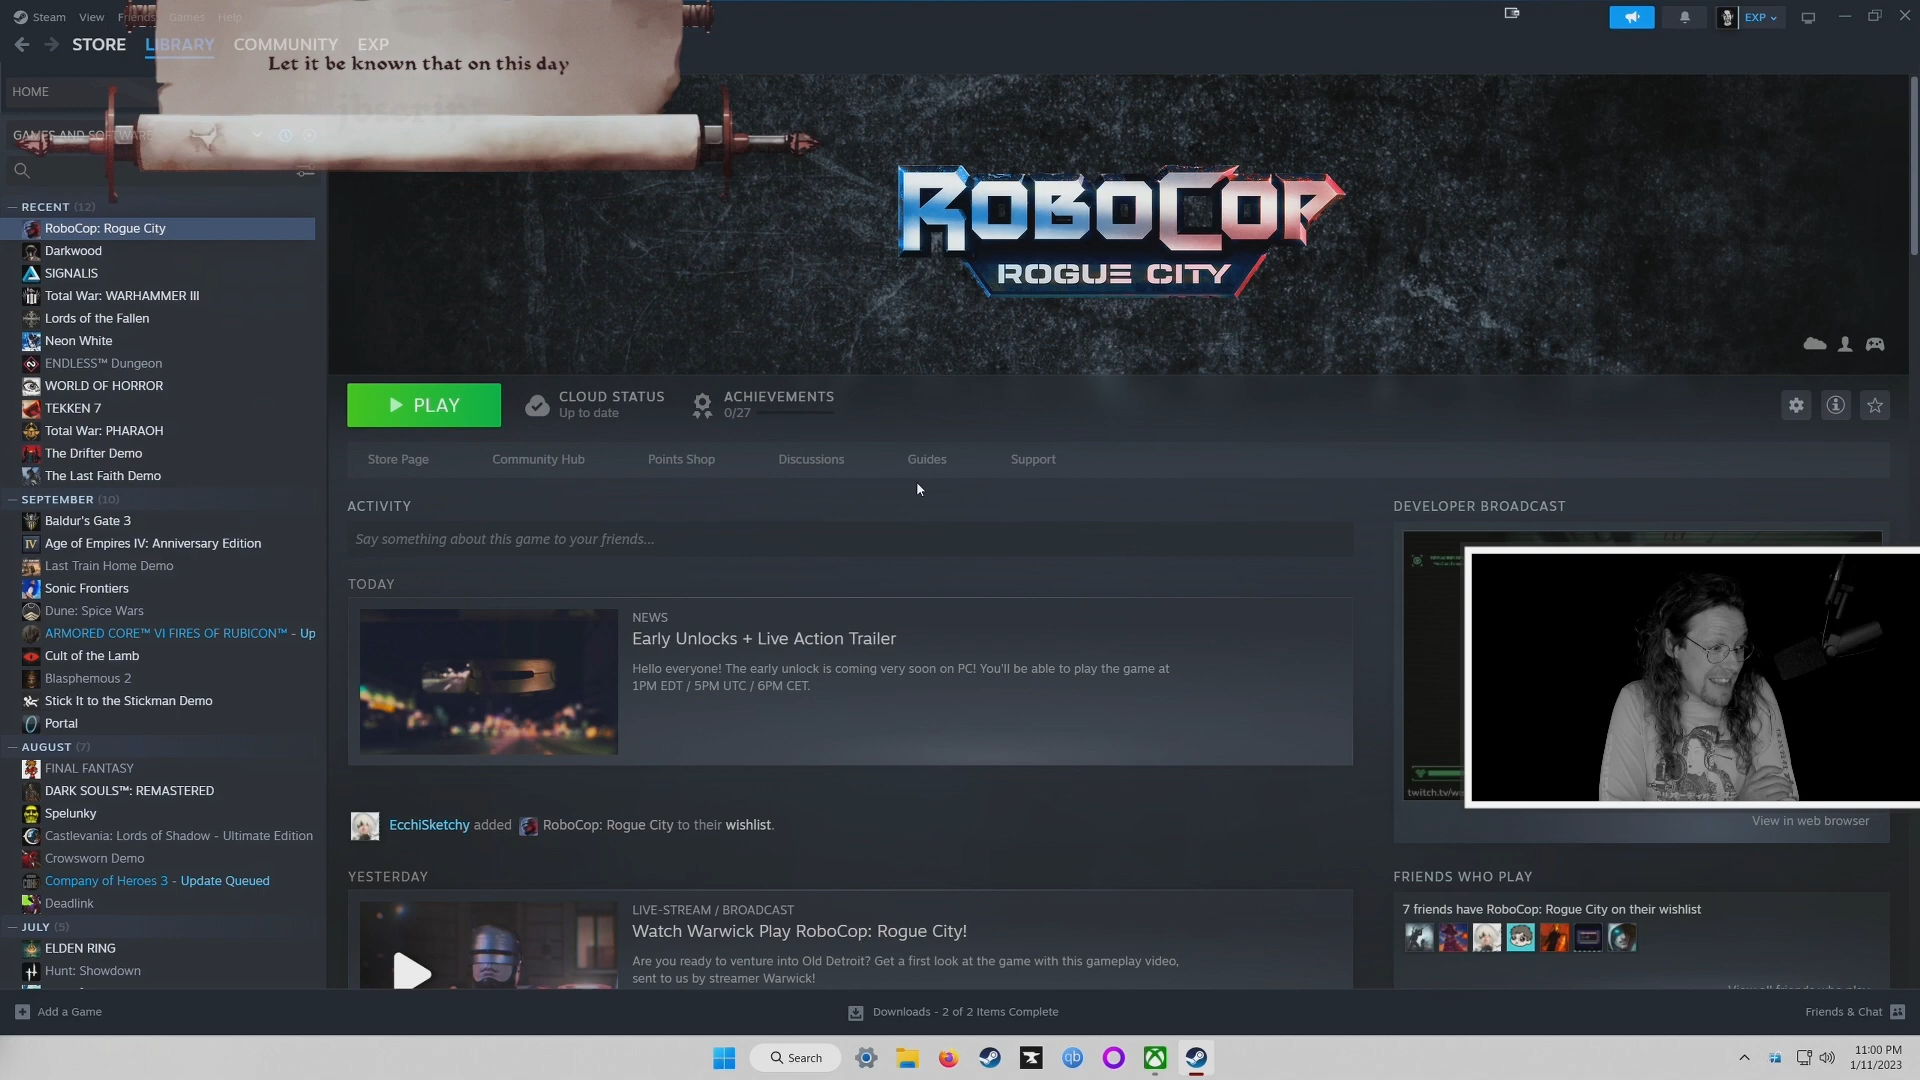 Steam View Friends Games Help
EXP
STORE LIBRARY COMMUNITY EXP
Let it be known that on this day
HOME
GAMES AND SOFTWARE
RECENT (12)
RoboCop: Rogue City
Darkwood
SIGNALIS
Total War: WARHAMMER III
Lords of the Fallen
Neon White
ENDLESS™ Dungeon
WORLD OF HORROR
TEKKEN 7
Total War: PHARAOH
The Drifter Demo
The Last Faith Demo
SEPTEMBER (10)
Baldur's Gate 3
Age of Empires IV: Anniversary Edition
Last Train Home Demo
Sonic Frontiers
Dune: Spice Wars
ARMORED CORE™ VI FIRES OF RUBICON™ - Up
Cult of the Lamb
Blasphemous 2
Stick It to the Stickman Demo
Portal
AUGUST (7)
FINAL FANTASY
DARK SOULS™: REMASTERED
Spelunky
Castlevania: Lords of Shadow - Ultimate Edition
Crowsworn Demo
Company of Heroes 3 - Update Queued
Deadlink
JULY (5)
ELDEN RING
Hunt: Showdown
ROBOCOP
ROGUE CITY
PLAY
CLOUD STATUS
Up to date
ACHIEVEMENTS
0/27
Store Page Community Hub Points Shop Discussions Guides Support
ACTIVITY
Say something about this game to your friends...
TODAY
NEWS
Early Unlocks + Live Action Trailer
Hello everyone! The early unlock is coming very soon on PC! You'll be able to play the game at
1PM EDT / 5PM UTC / 6PM CET.
EcchiSketchy added RoboCop: Rogue City to their wishlist.
YESTERDAY
LIVE-STREAM / BROADCAST
Watch Warwick Play RoboCop: Rogue City!
Are you ready to venture into Old Detroit? Get a first look at the game with this gameplay video,
sent to us by streamer Warwick!
DEVELOPER BROADCAST
View in web browser
FRIENDS WHO PLAY
7 friends have RoboCop: Rogue City on their wishlist
Add a Game
Downloads - 2 of 2 Items Complete
Friends & Chat
Search
11:00 PM
1/11/2023